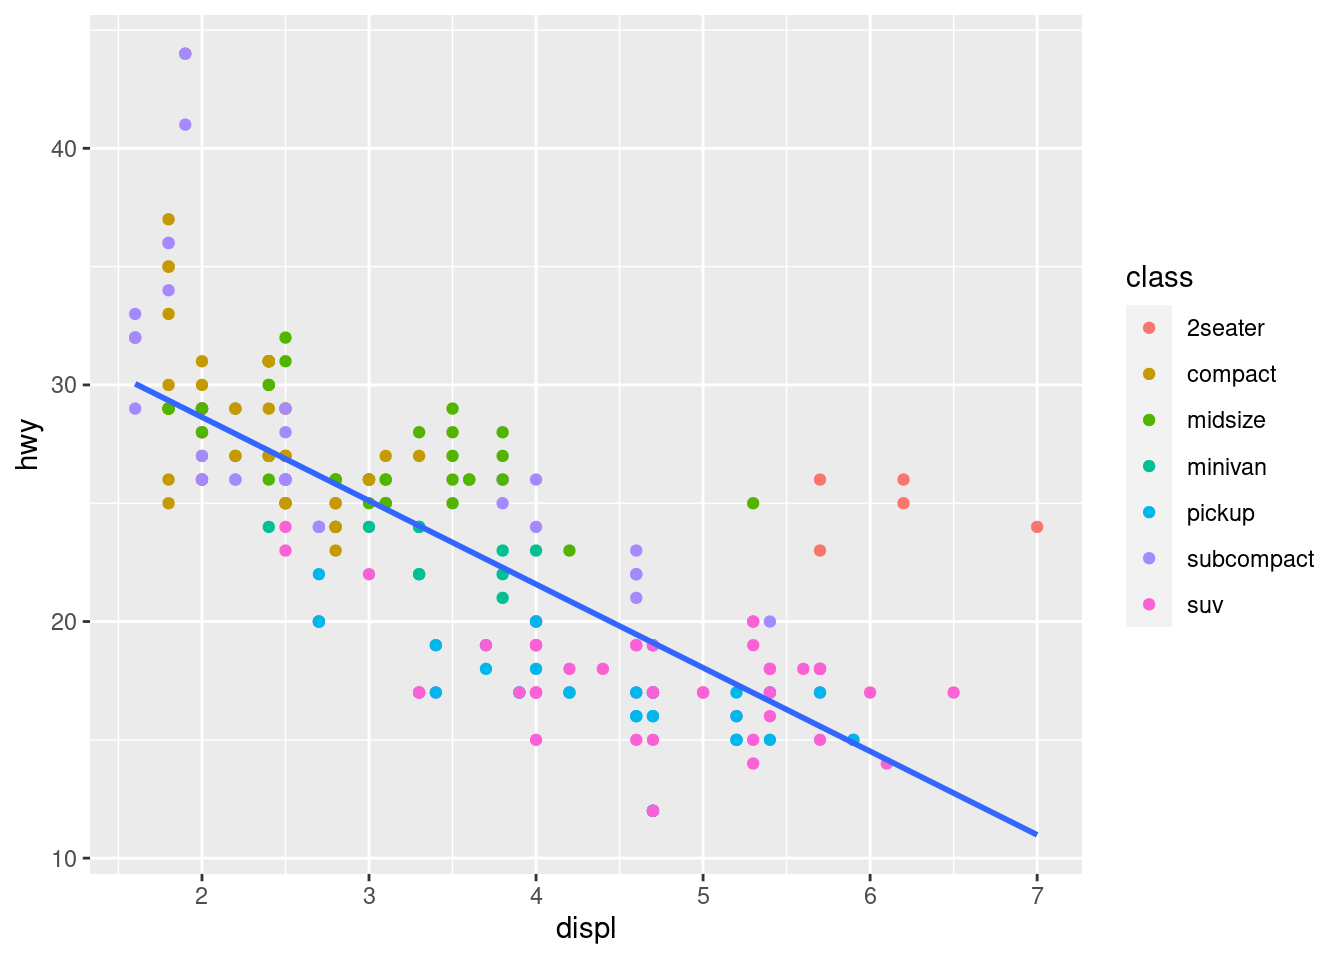 hwy
40
30
20
10
2 3 4 5 6 7
displ
class
2seater
compact
midsize
minivan
pickup
subcompact
suv